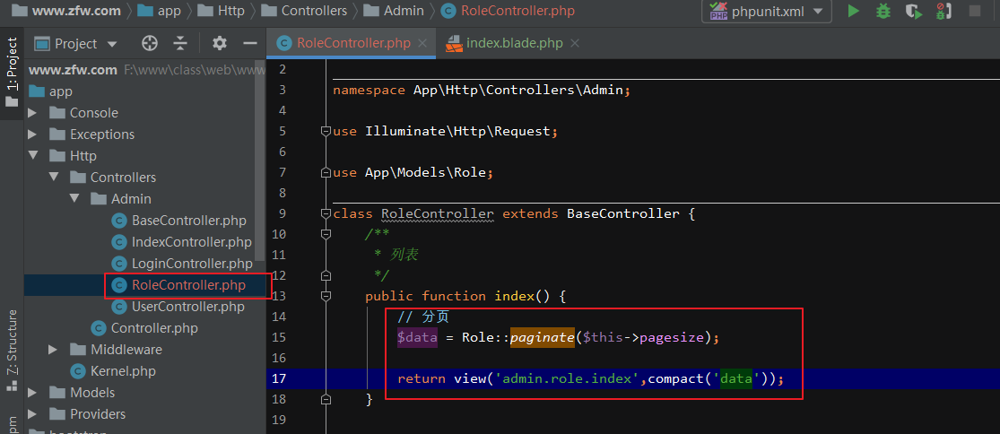 www.zfw.com app Http Controllers Admin RoleController.php phpunit.xml
1: Project
7: Structure
Project
www.zfw.com F:\www\class\web\www
app
Console
Exceptions
Http
Controllers
Admin
BaseController.php
IndexController.php
LoginController.php
RoleController.php
UserController.php
Controller.php
Middleware
Kernel.php
Models
Providers
RoleController.php index.blade.php
2
3 namespace App\Http\Controllers\Admin;
4
5 use Illuminate\Http\Request;
6
7 use App\Models\Role;
8
9 class RoleController extends BaseController {
10 /**
11 * 列表
12 */
13 public function index() {
14 // 分页
15 $data = Role::paginate($this->pagesize);
16
17 return view('admin.role.index',compact('data'));
18 }
19